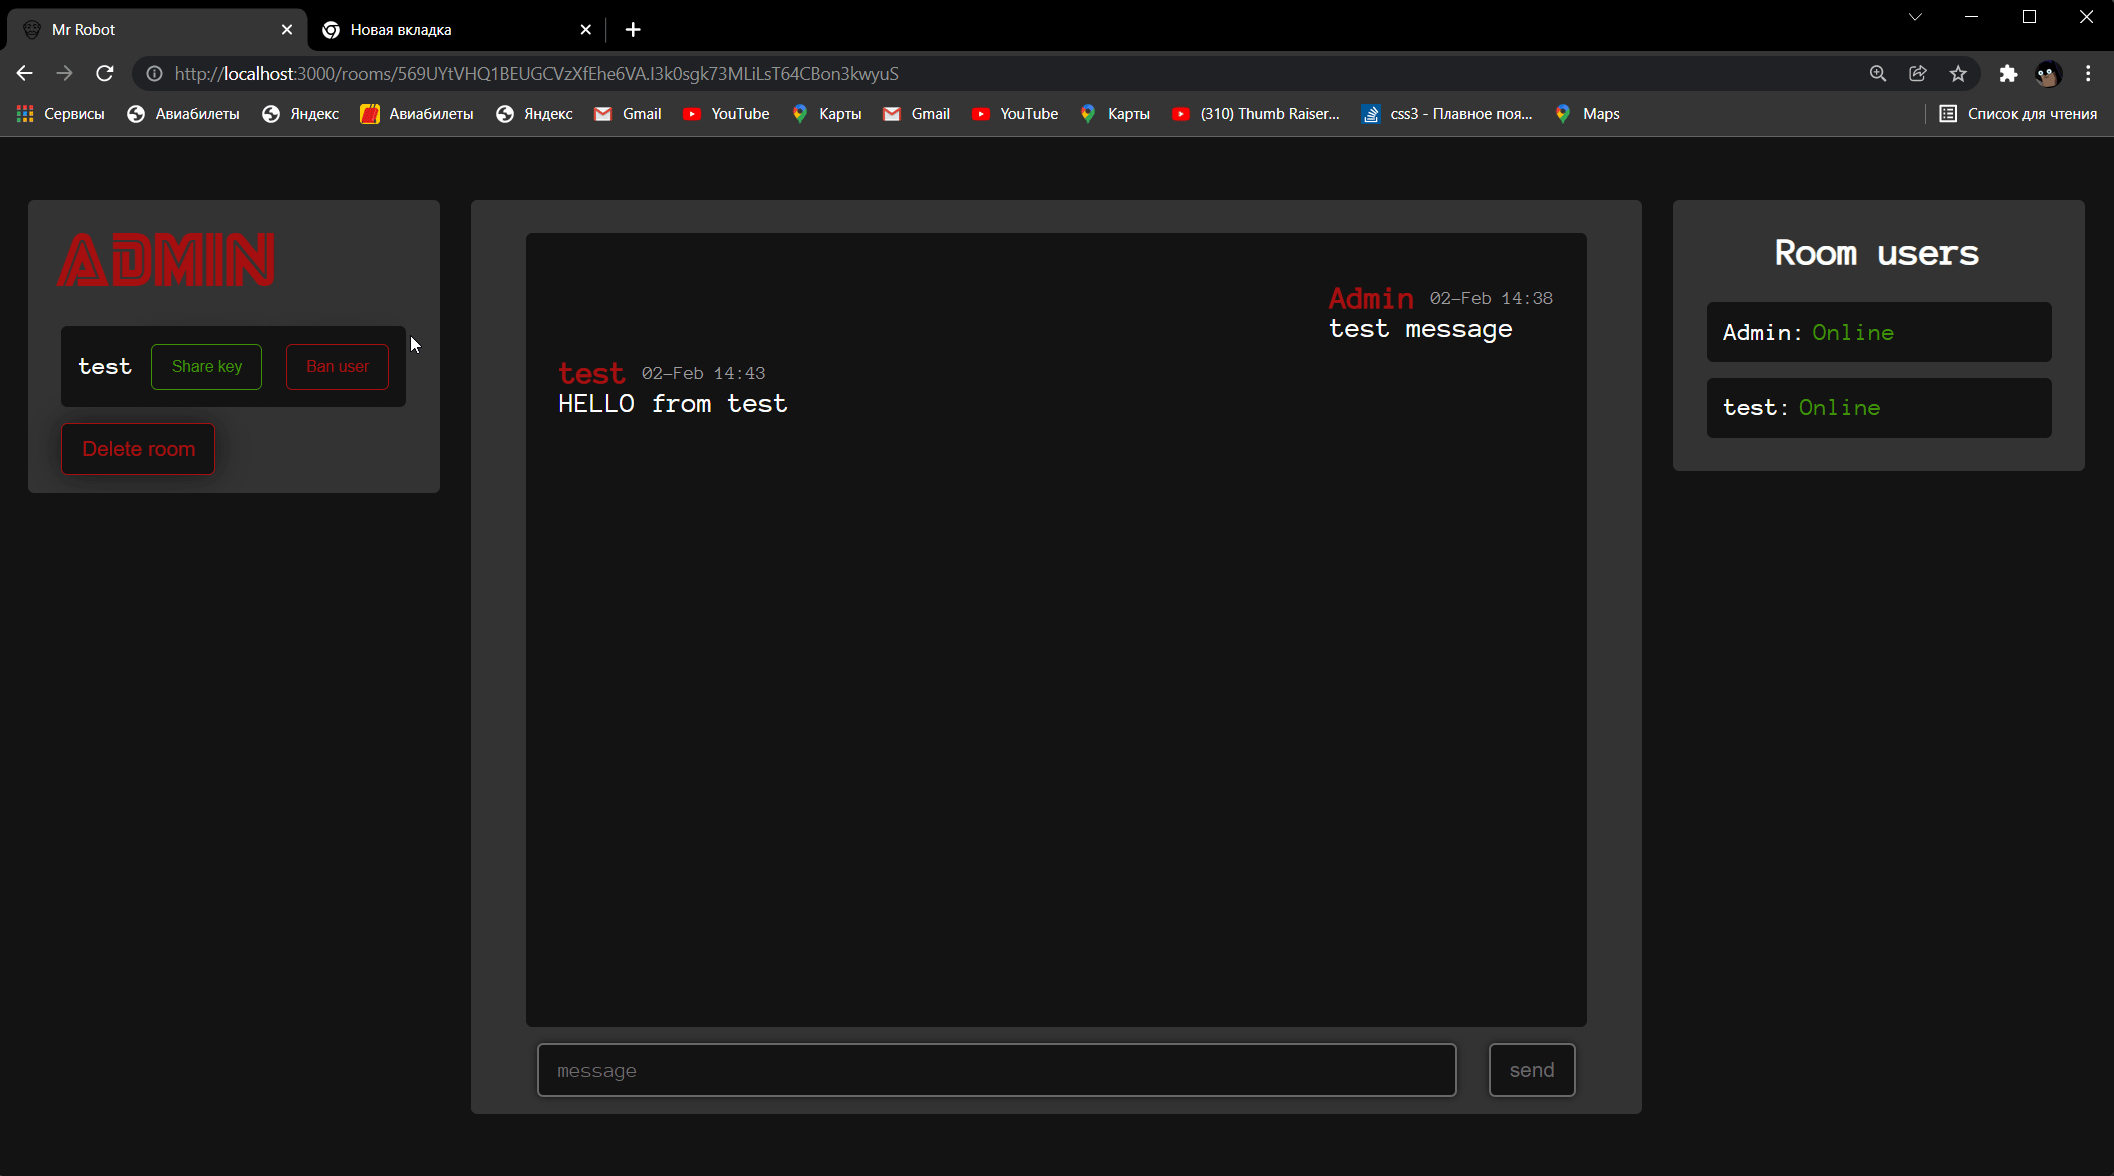 Mr Robot
Новая вкладка
http://localhost:3000/rooms/569UYtVHQ1BEUGCVzXfEhe6VA.I3k0sgk73MLiLsT64CBon3kwyuS
Сервисы Авиабилеты Яндекс Авиабилеты Яндекс Gmail YouTube Карты Gmail YouTube Карты (310) Thumb Raiser... css3 - Плавное поя... Maps Список для чтения
ADMIN
test Share key Ban user
Delete room
Admin 02-Feb 14:38
test message
test 02-Feb 14:43
HELLO from test
message send
Room users
Admin: Online
test: Online